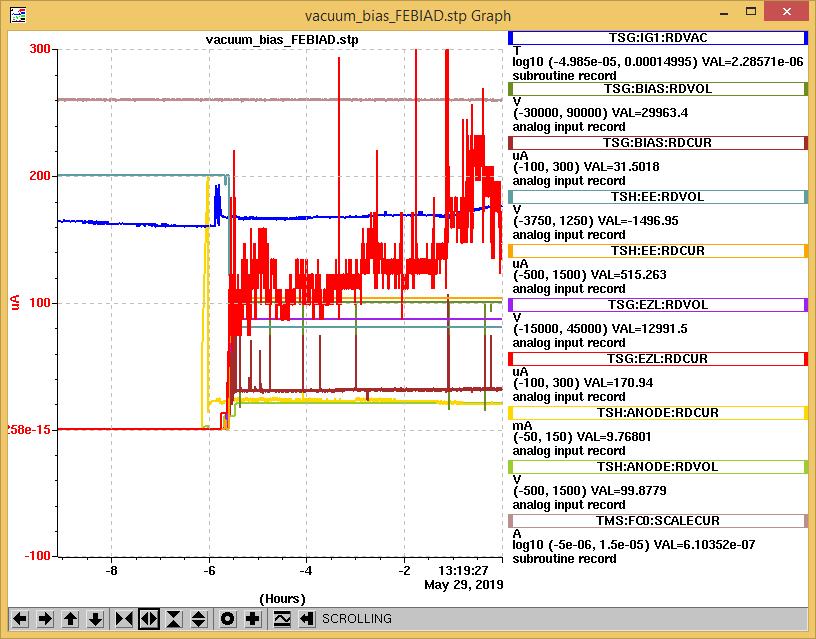 vacuum_bias_FEBIAD.stp Graph
vacuum_bias_FEBIAD.stp
300
200
100
258e-15
-100
uA
-8
-6
-4
-2
13:19:27
May 29, 2019
(Hours)
TSG:IG1:RDVAC
T
log10 (-4.985e-05, 0.00014995) VAL=2.28571e-06
subroutine record
TSG:BIAS:RDVOL
V
(-30000, 90000) VAL=29963.4
analog input record
TSG:BIAS:RDCUR
uA
(-100, 300) VAL=31.5018
analog input record
TSH:EE:RDVOL
V
(-3750, 1250) VAL=-1496.95
analog input record
TSH:EE:RDCUR
uA
(-500, 1500) VAL=515.263
analog input record
TSG:EZL:RDVOL
V
(-15000, 45000) VAL=12991.5
analog input record
TSG:EZL:RDCUR
uA
(-100, 300) VAL=170.94
analog input record
TSH:ANODE:RDCUR
mA
(-50, 150) VAL=9.76801
analog input record
TSH:ANODE:RDVOL
V
(-500, 1500) VAL=99.8779
analog input record
TMS:FC0:SCALECUR
A
log10 (-5e-06, 1.5e-05) VAL=6.10352e-07
subroutine record
SCROLLING